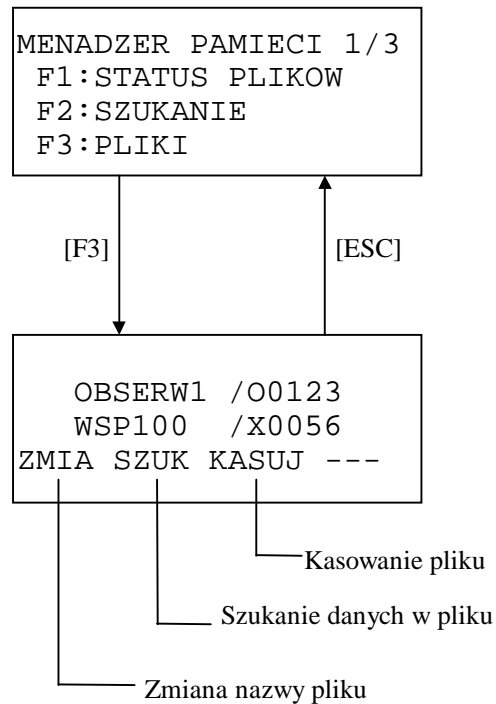 MENADZER PAMIECI 1/3
F1:STATUS PLIKOW
F2:SZUKANIE
F3:PLIKI
[F3]
[ESC]
OBSERW1 /O0123
WSP100 /X0056
ZMIA SZUK KASUJ ---
Kasowanie pliku
Szukanie danych w pliku
Zmiana nazwy pliku